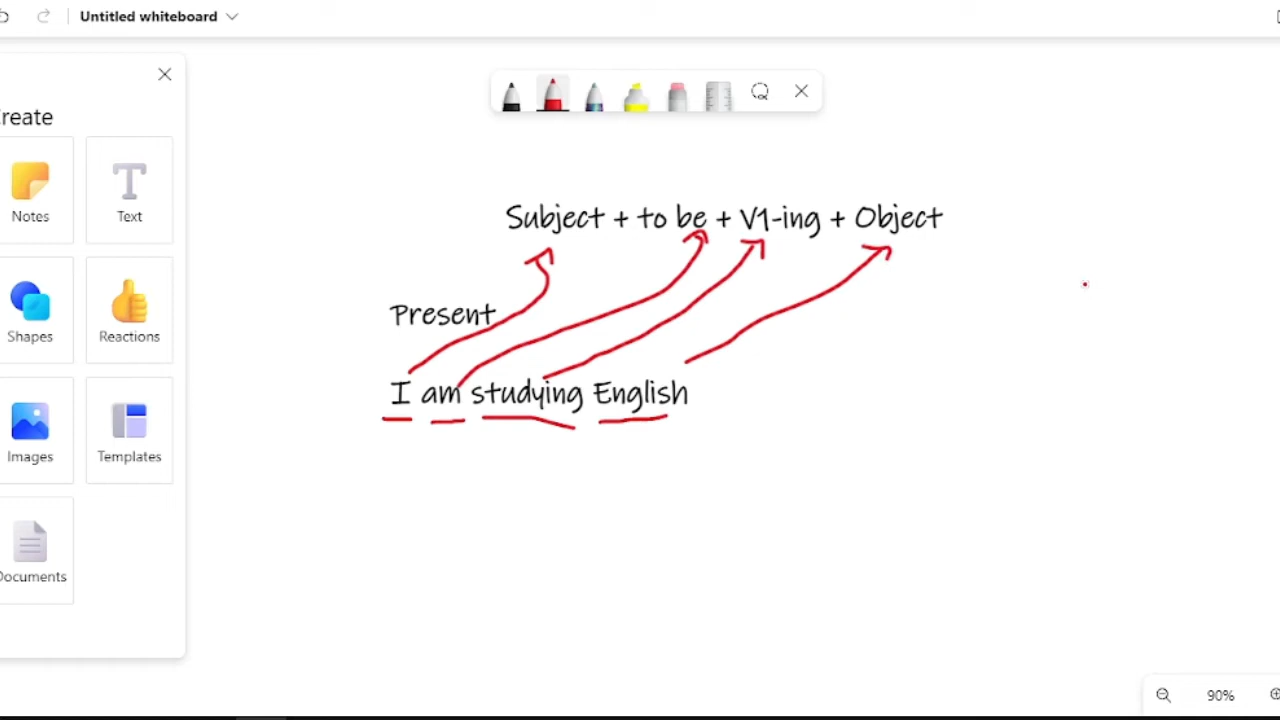 Untitled whiteboard
reate
Notes
Text
Shapes
Reactions
Images
Templates
Documents
Subject + to be + V1-ing + Object
Present
I am studying English
90%